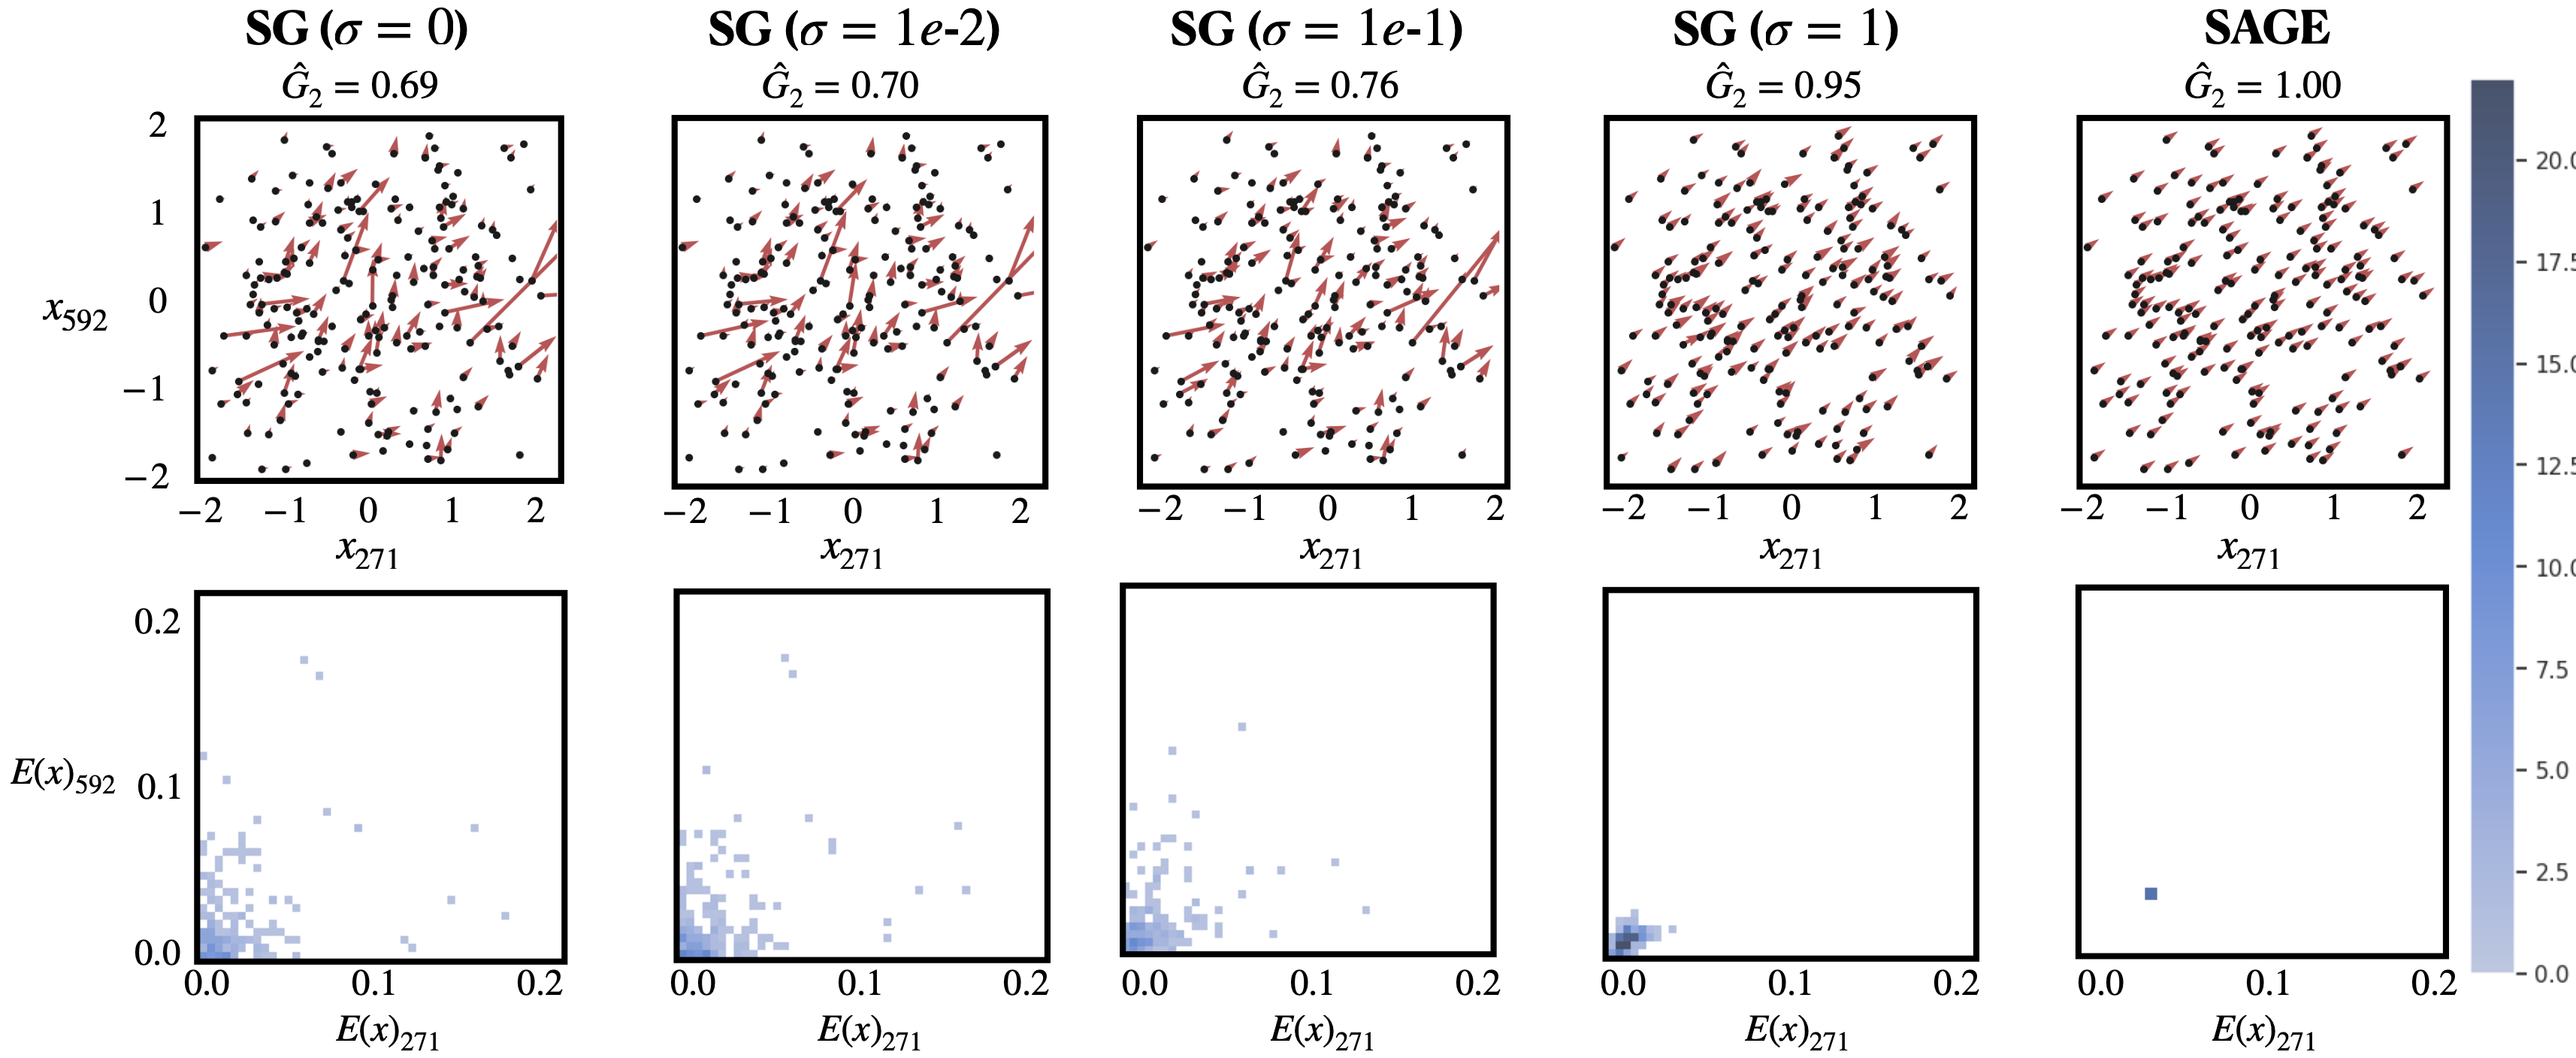 SG (σ = 0) SG (σ = 1e-2) SG (σ = 1e-1) SG (σ = 1) SAGE
Ĝ₂ = 0.69 Ĝ₂ = 0.70 Ĝ₂ = 0.76 Ĝ₂ = 0.95 Ĝ₂ = 1.00
2
1
x₅₉₂ 0
−1
−2
−2 −1 0 1 2 −2 −1 0 1 2 −2 −1 0 1 2 −2 −1 0 1 2 −2 −1 0 1 2
x₂₇₁ x₂₇₁ x₂₇₁ x₂₇₁ x₂₇₁
0.2
E(x)₅₉₂ 0.1
0.0
0.0 0.1 0.2 0.0 0.1 0.2 0.0 0.1 0.2 0.0 0.1 0.2 0.0 0.1 0.2
E(x)₂₇₁ E(x)₂₇₁ E(x)₂₇₁ E(x)₂₇₁ E(x)₂₇₁
20.0
17.5
15.0
12.5
10.0
7.5
5.0
2.5
0.0